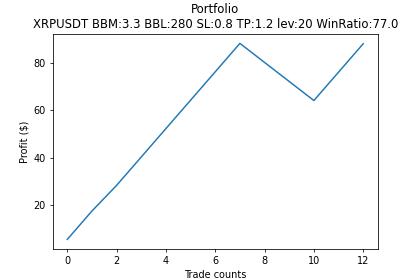 Portfolio
XRPUSDT BBM:3.3 BBL:280 SL:0.8 TP:1.2 lev:20 WinRatio:77.0
80
60
40
20
Profit ($)
0 2 4 6 8 10 12
Trade counts